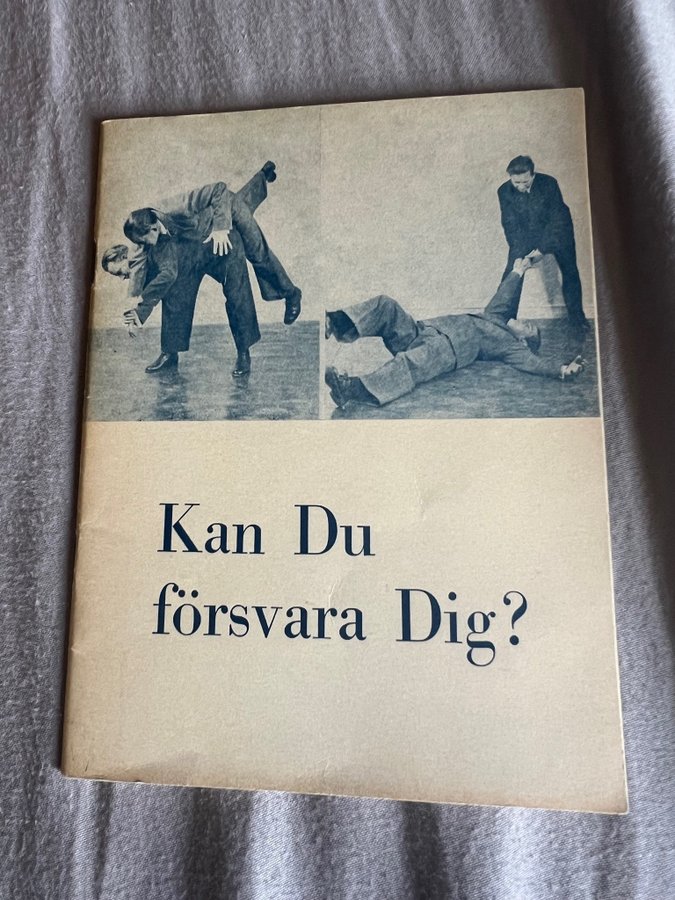 Kan Du
försvara Dig?